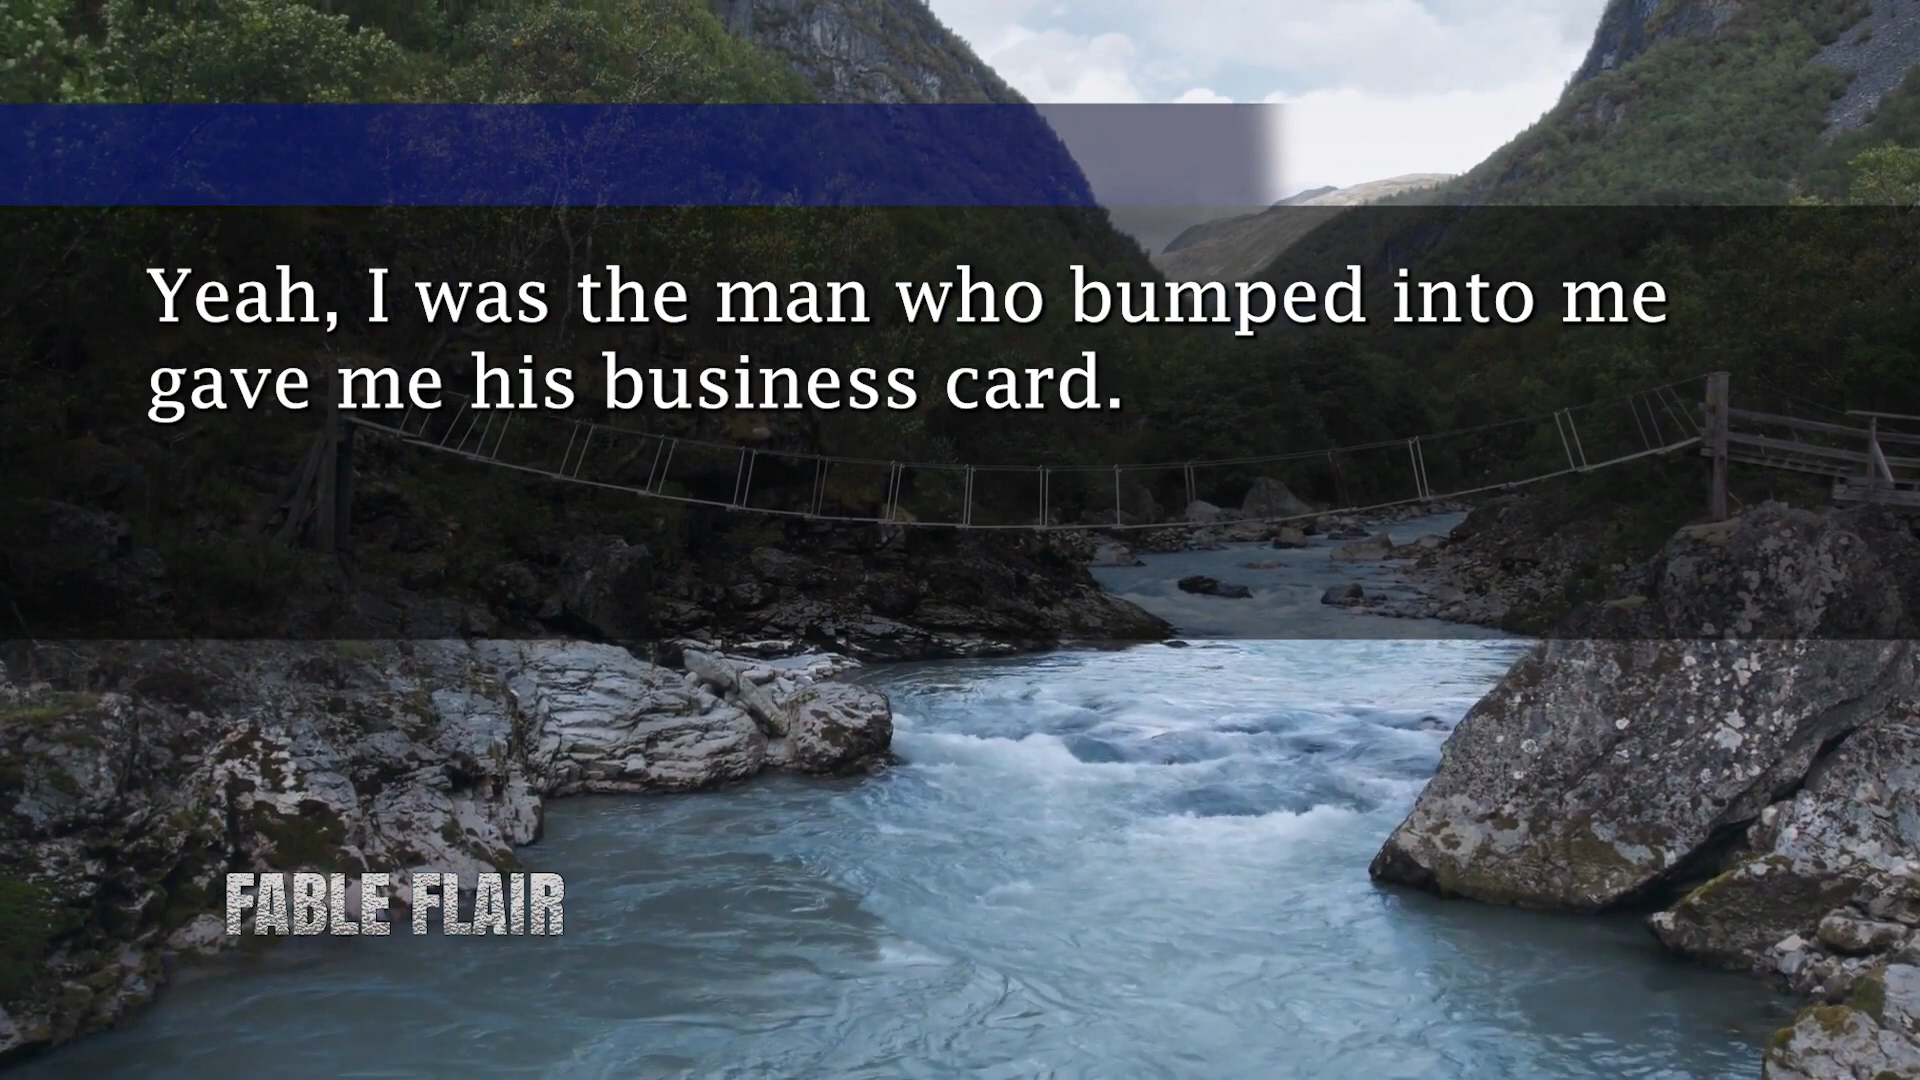 Yeah, I was the man who bumped into me
gave me his business card.
FABLE FLAIR